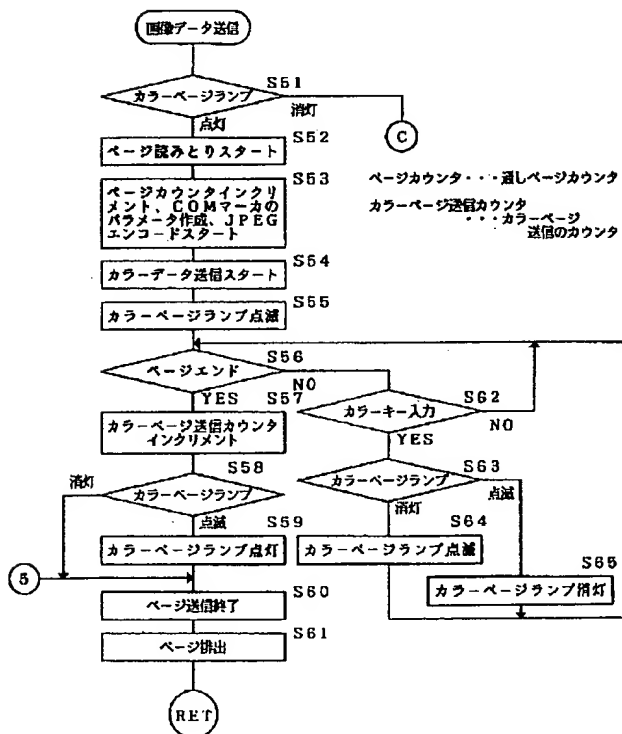 画像データ送信
S51
カラーページランプ
消灯
点灯
C
S52
ページ読みとりスタート
S53
ページカウンタインクリ
メント、COMマーカの
パラメータ作成、JPEG
エンコードスタート
ページカウンタ・・・通しページカウンタ
カラーページ送信カウンタ
・・・カラーページ
送信のカウンタ
S54
カラーデータ送信スタート
S55
カラーページランプ点滅
S56
ページエンド
NO
YES
S57
カラーページ送信カウンタ
インクリメント
S62
カラーキー入力
NO
YES
S58
消灯
カラーページランプ
点滅
S63
カラーページランプ
点滅
消灯
S59
カラーページランプ点灯
S64
カラーページランプ点滅
S65
カラーページランプ消灯
5
S60
ページ送信終了
S61
ページ排出
RET